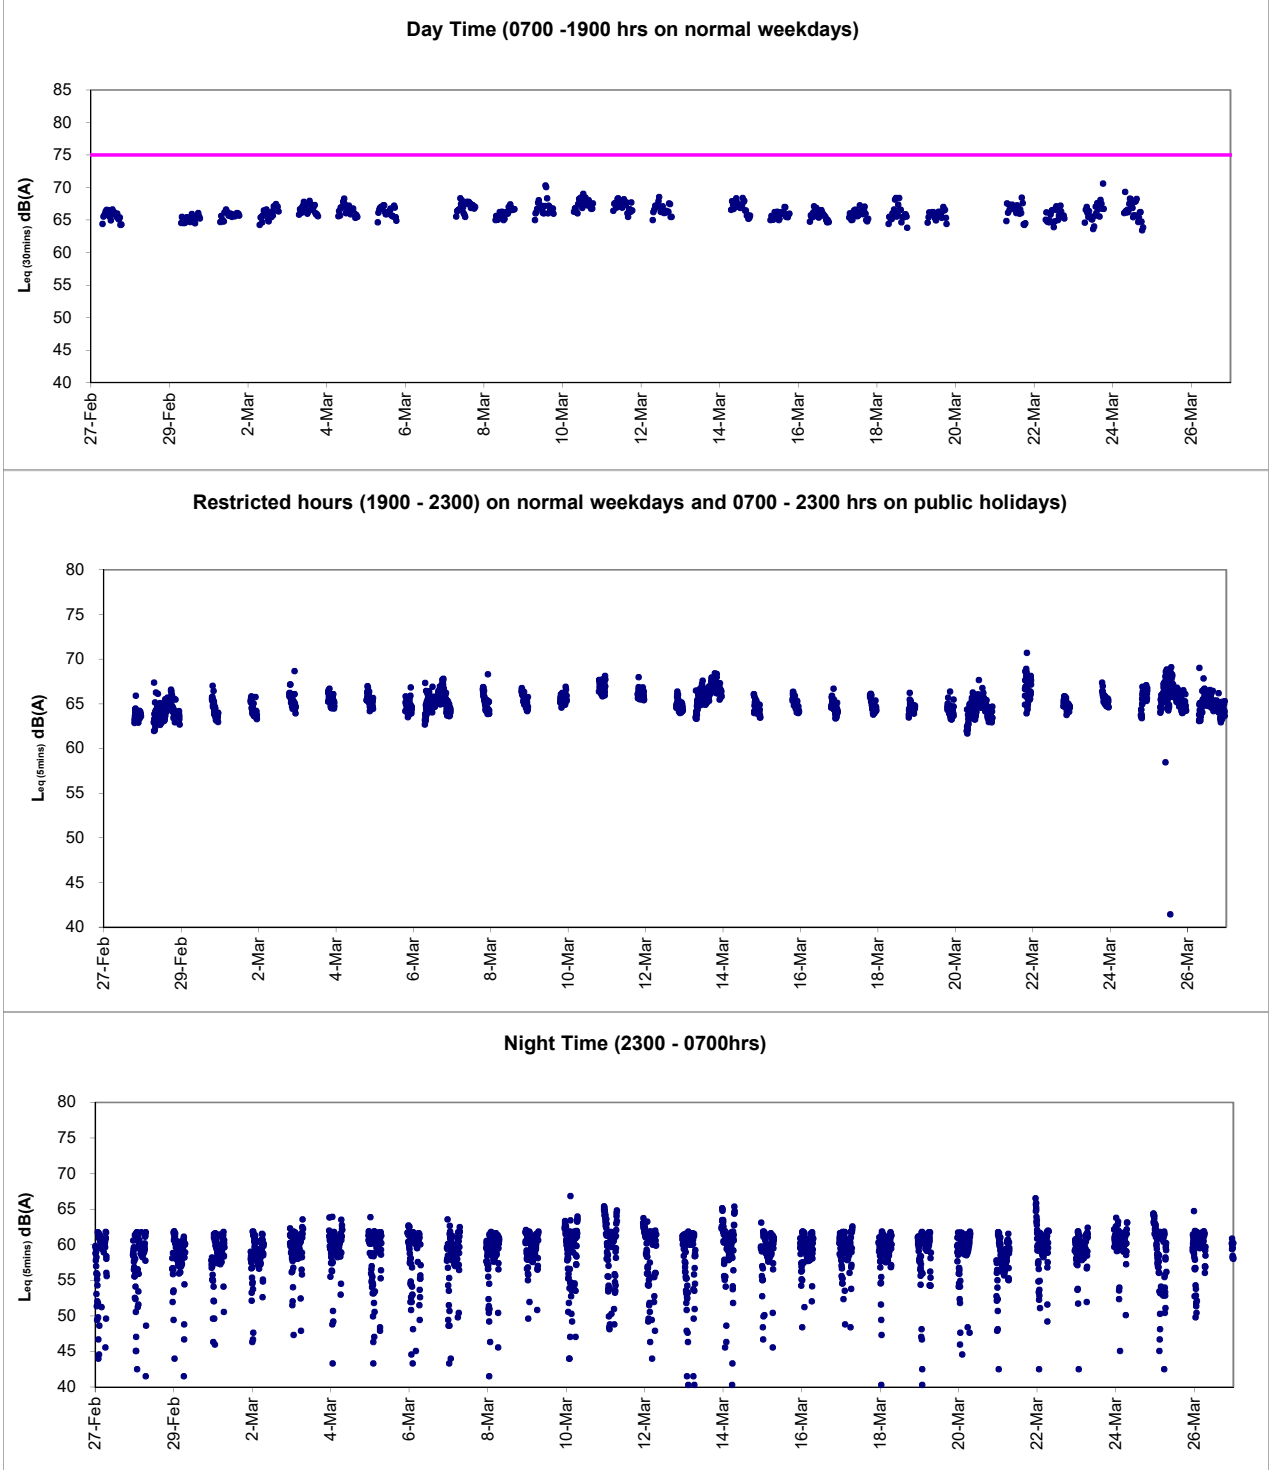 Day Time (0700 -1900 hrs on normal weekdays)
85
80
75
70
65
60
55
50
45
40
Leq (30mins) dB(A)
27-Feb
29-Feb
2-Mar
4-Mar
6-Mar
8-Mar
10-Mar
12-Mar
14-Mar
16-Mar
18-Mar
20-Mar
22-Mar
24-Mar
26-Mar
Restricted hours (1900 - 2300) on normal weekdays and 0700 - 2300 hrs on public holidays)
80
75
70
65
60
55
50
45
40
Leq (5mins) dB(A)
27-Feb
29-Feb
2-Mar
4-Mar
6-Mar
8-Mar
10-Mar
12-Mar
14-Mar
16-Mar
18-Mar
20-Mar
22-Mar
24-Mar
26-Mar
Night Time (2300 - 0700hrs)
80
75
70
65
60
55
50
45
40
Leq (5mins) dB(A)
27-Feb
29-Feb
2-Mar
4-Mar
6-Mar
8-Mar
10-Mar
12-Mar
14-Mar
16-Mar
18-Mar
20-Mar
22-Mar
24-Mar
26-Mar